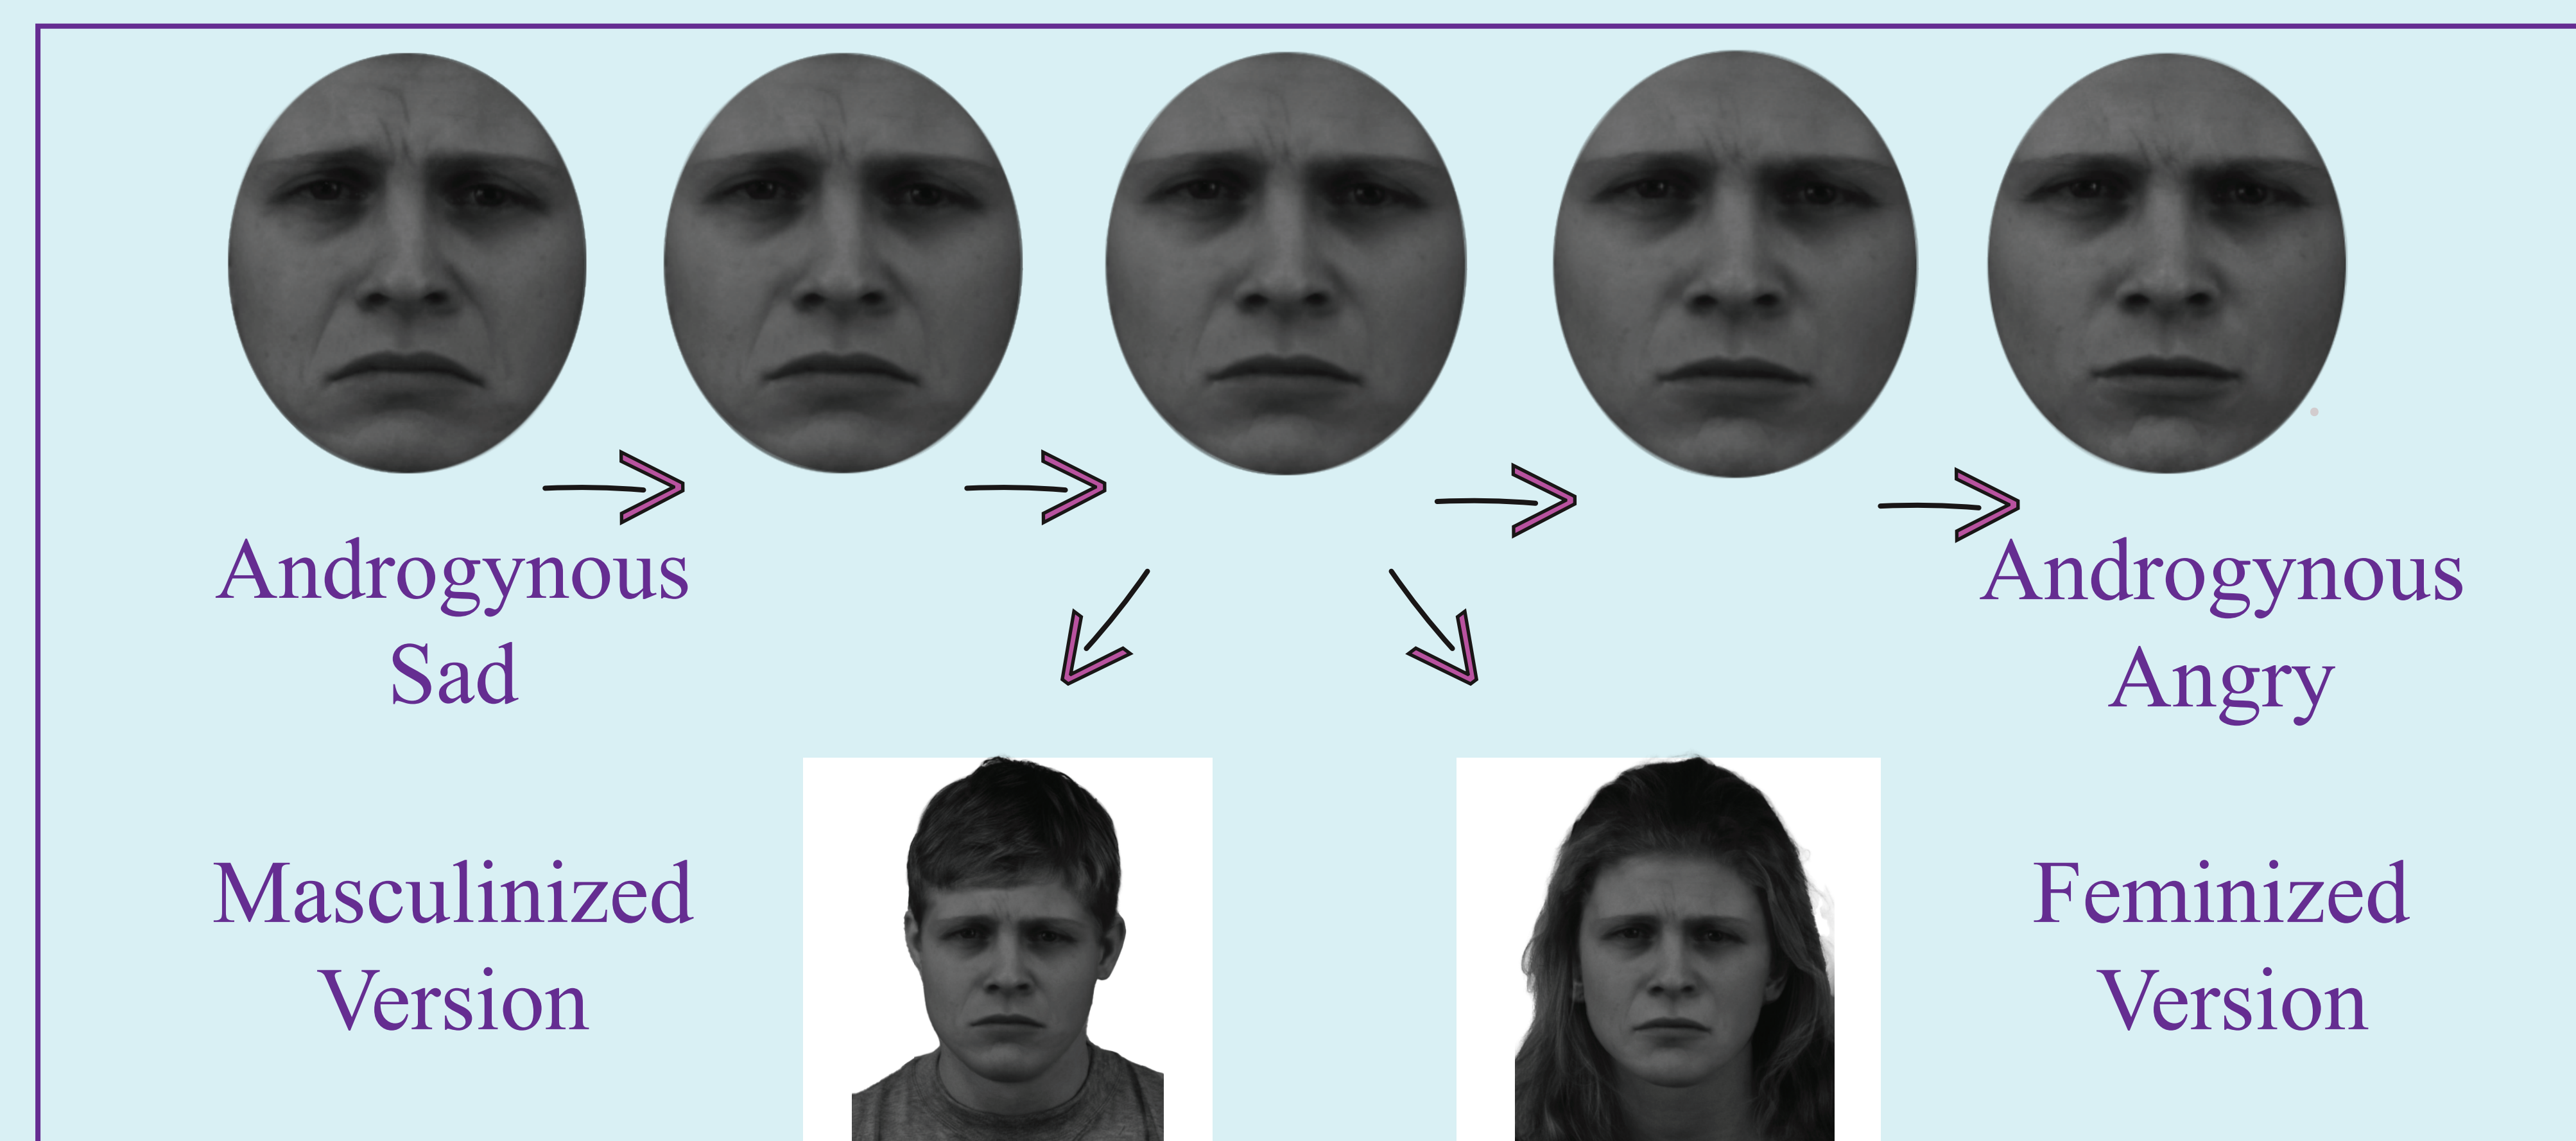 Androgynous
Sad
Androgynous
Angry
Masculinized
Version
Feminized
Version